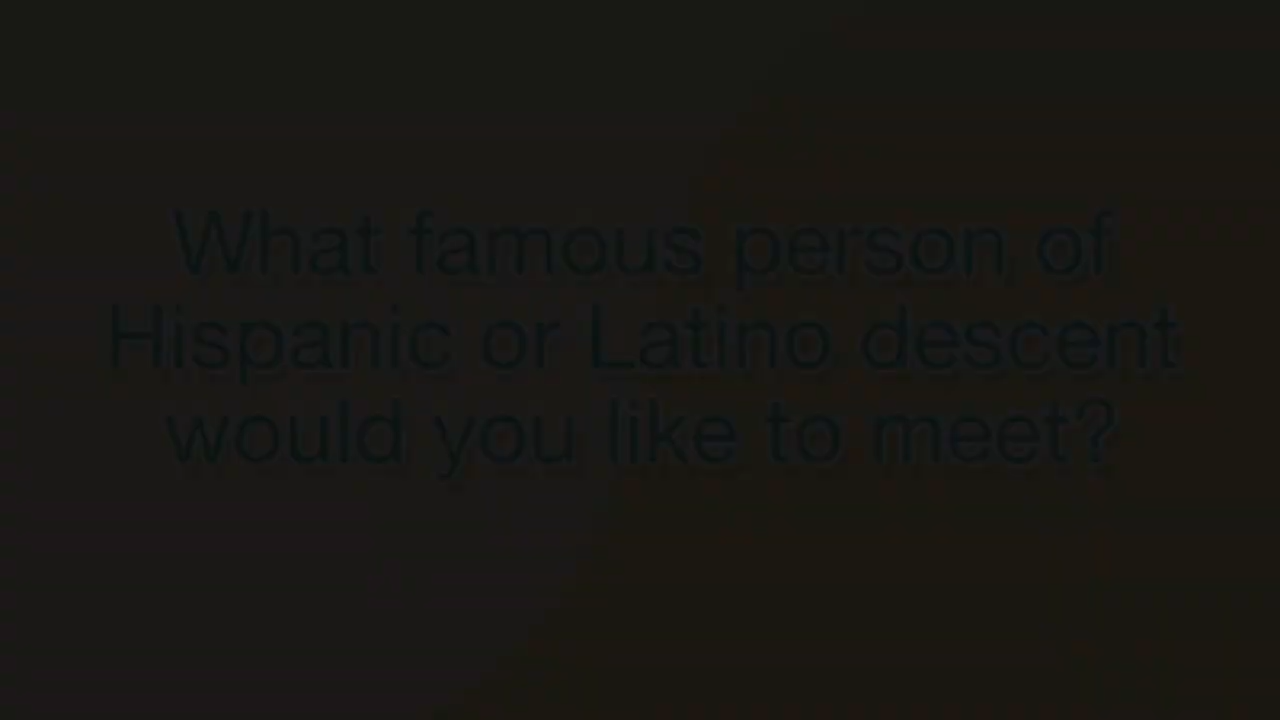 What famous person of
Hispanic or Latino descent
would you like to meet?